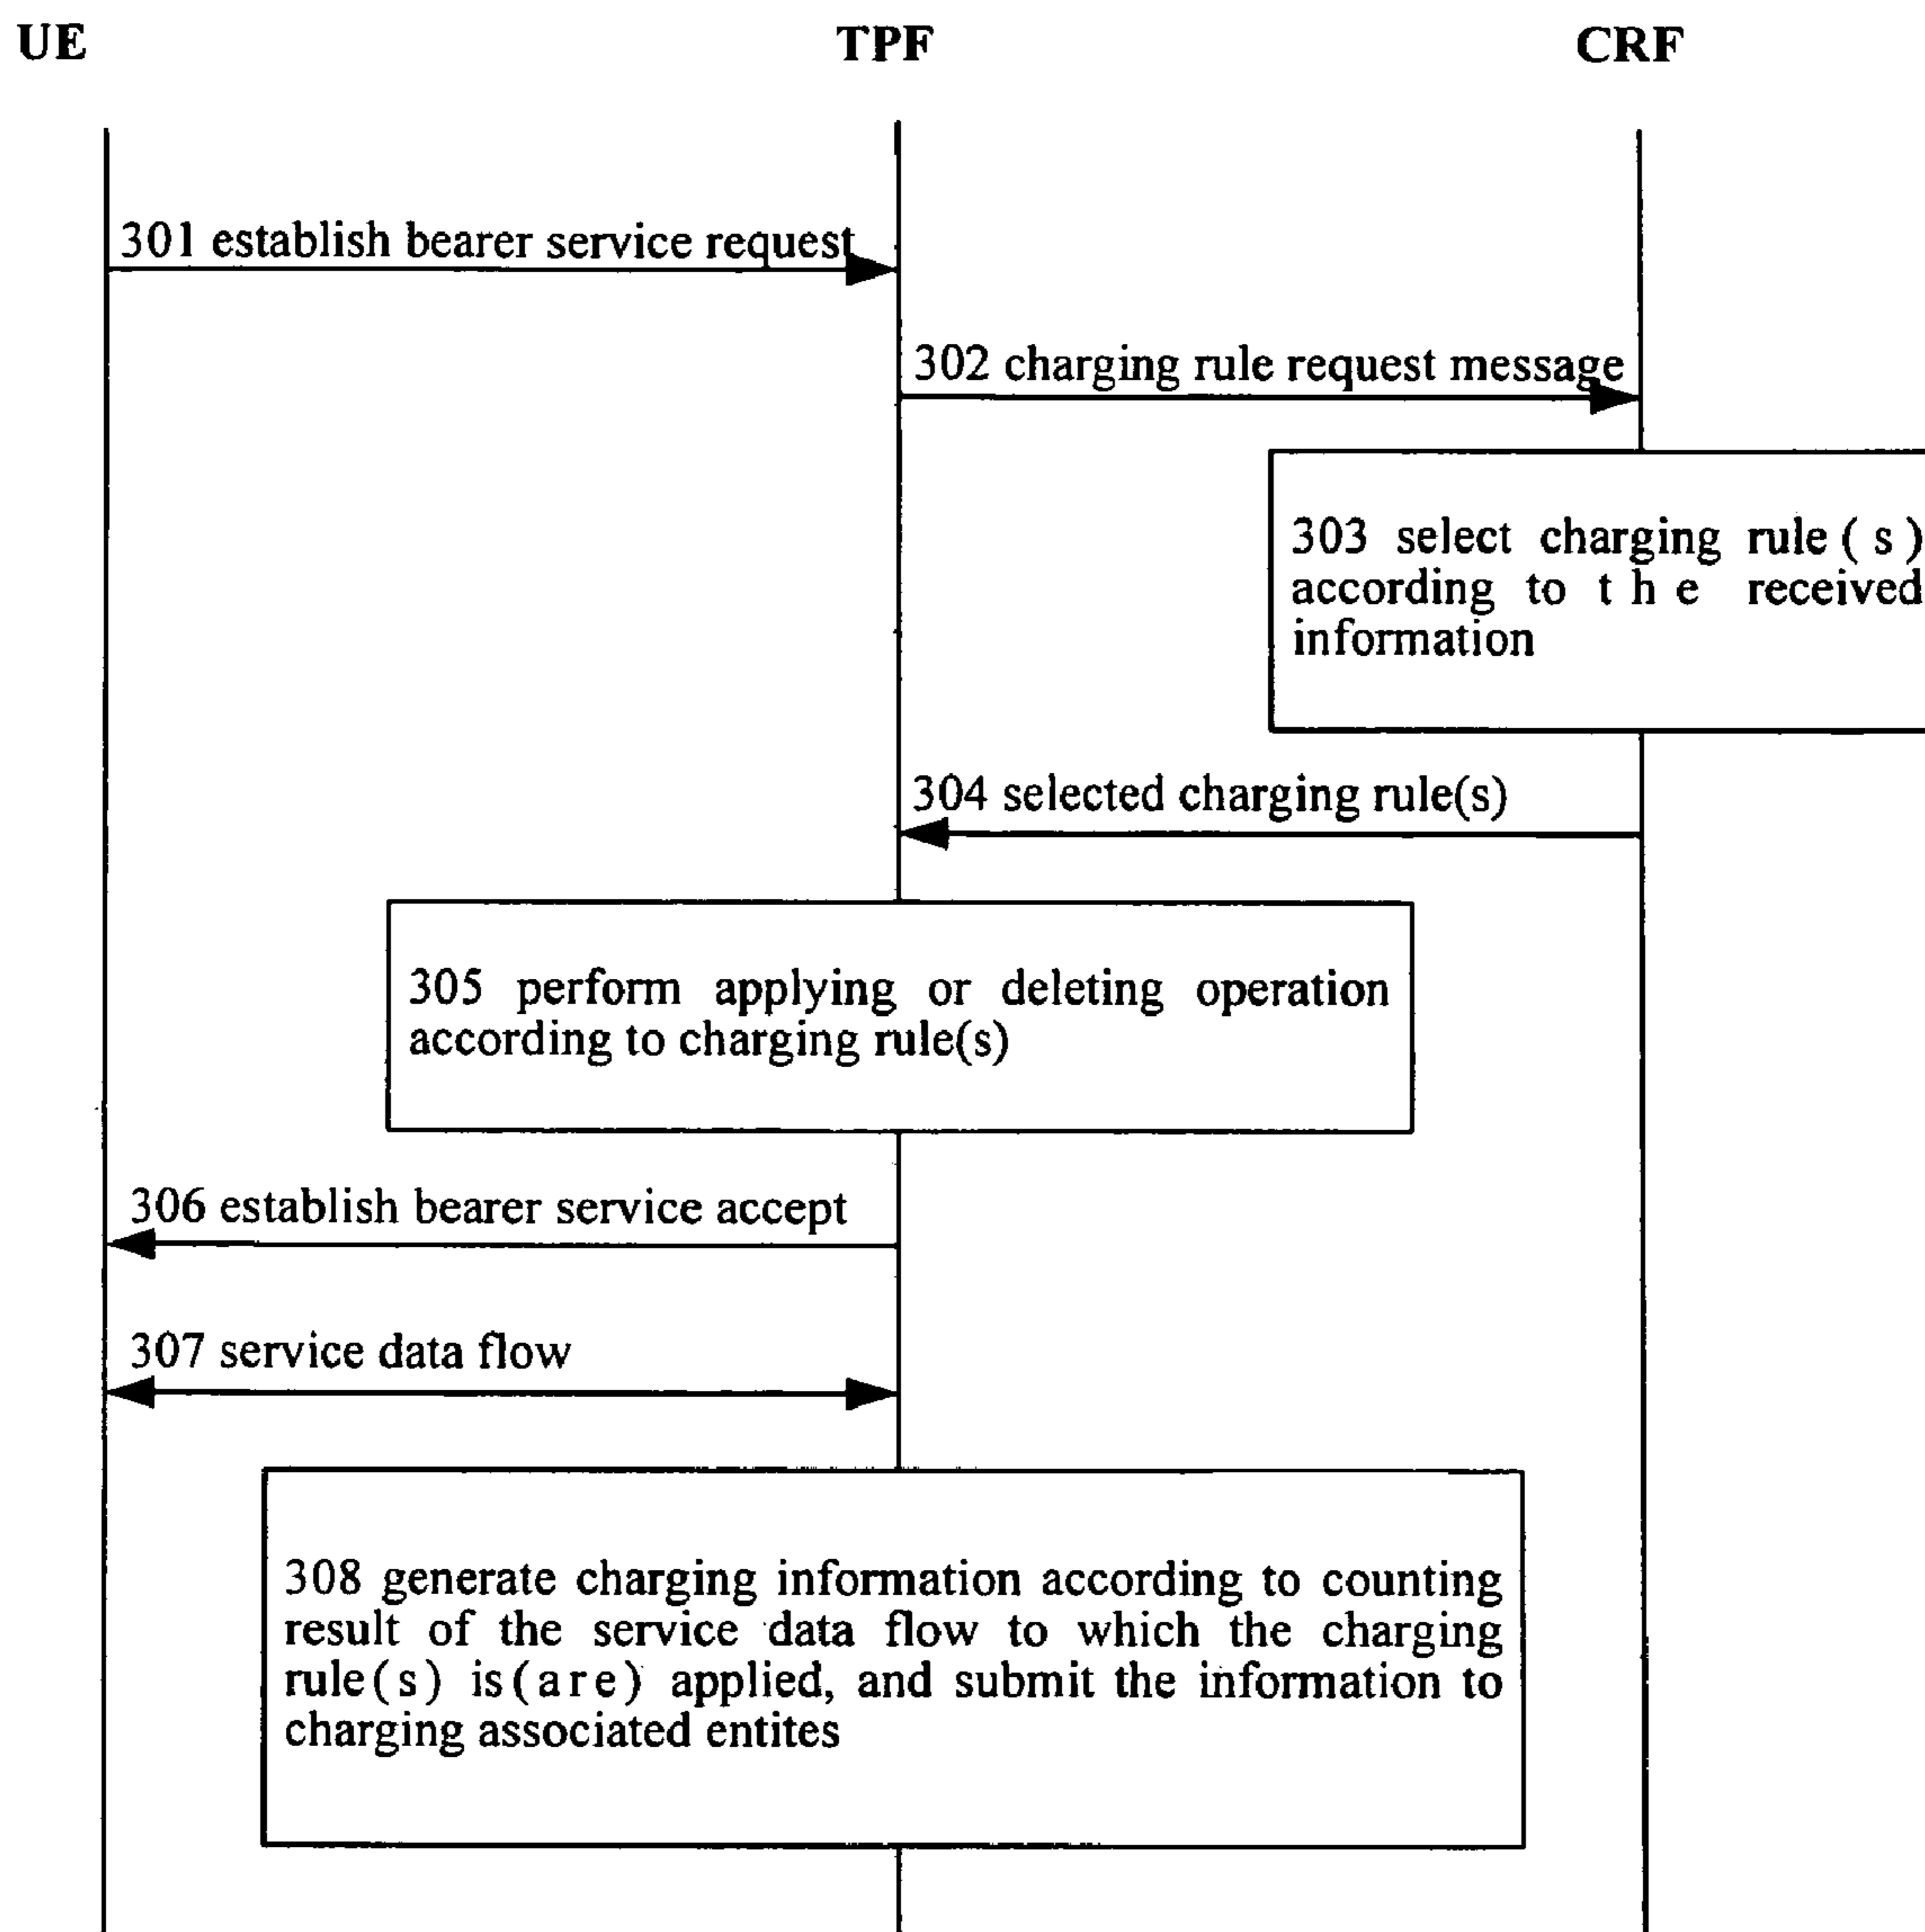 UE TPF CRF
301 establish bearer service request
302 charging rule request message
303 select charging rule(s)
according to the received
information
304 selected charging rule(s)
305 perform applying or deleting operation
according to charging rule(s)
306 establish bearer service accept
307 service data flow
308 generate charging information according to counting
result of the service data flow to which the charging
rule(s) is(are) applied, and submit the information to
charging associated entites